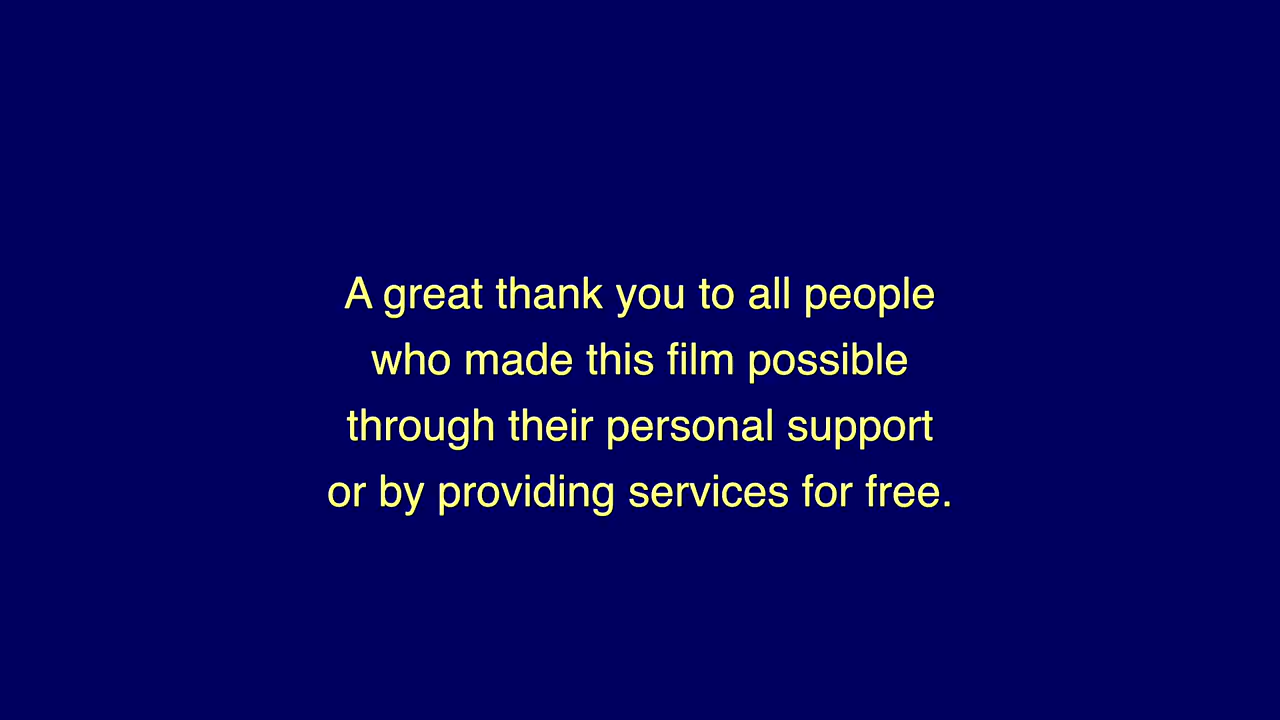 A great thank you to all people
who made this film possible
through their personal support
or by providing services for free.